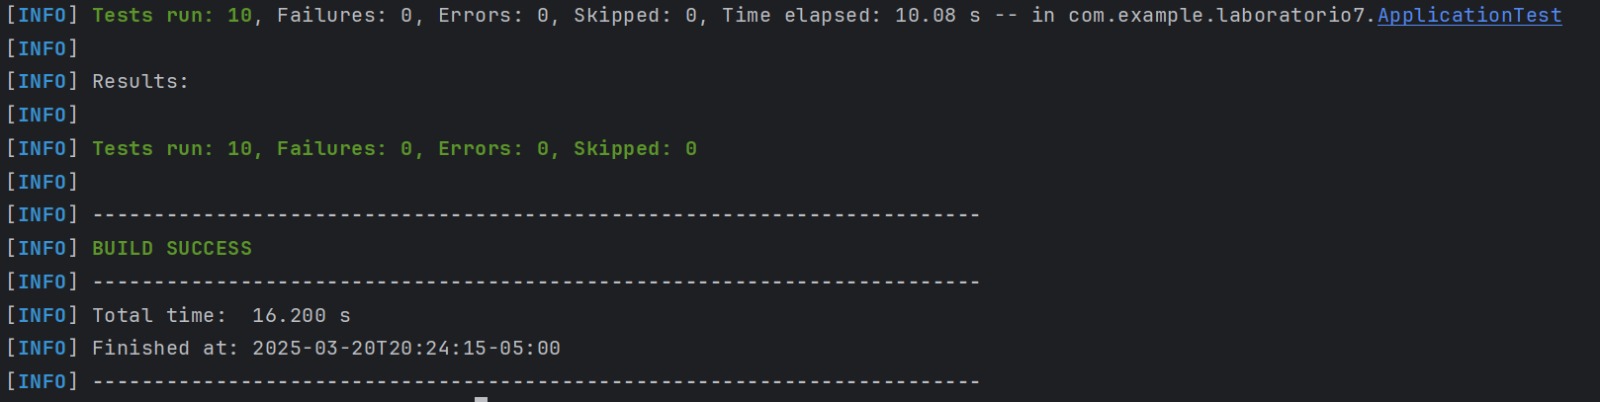 [INFO] Tests run: 10, Failures: 0, Errors: 0, Skipped: 0, Time elapsed: 10.08 s -- in com.example.laboratorio7.ApplicationTest
[INFO]
[INFO] Results:
[INFO]
[INFO] Tests run: 10, Failures: 0, Errors: 0, Skipped: 0
[INFO]
[INFO] ------------------------------------------------------------------------
[INFO] BUILD SUCCESS
[INFO] ------------------------------------------------------------------------
[INFO] Total time:  16.200 s
[INFO] Finished at: 2025-03-20T20:24:15-05:00
[INFO] ------------------------------------------------------------------------